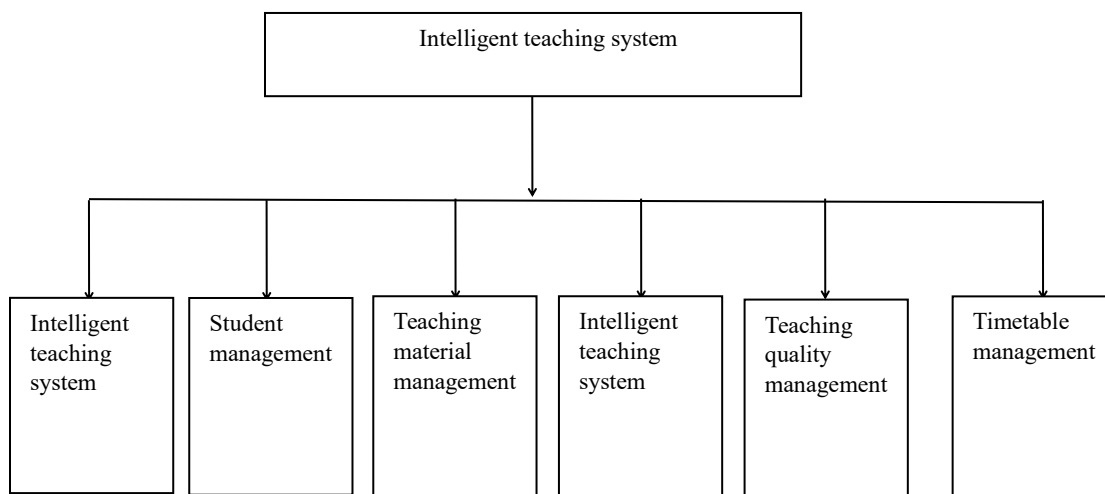 Intelligent teaching system
Intelligent
teaching
system
Student
management
Teaching
material
management
Intelligent
teaching
system
Teaching
quality
management
Timetable
management